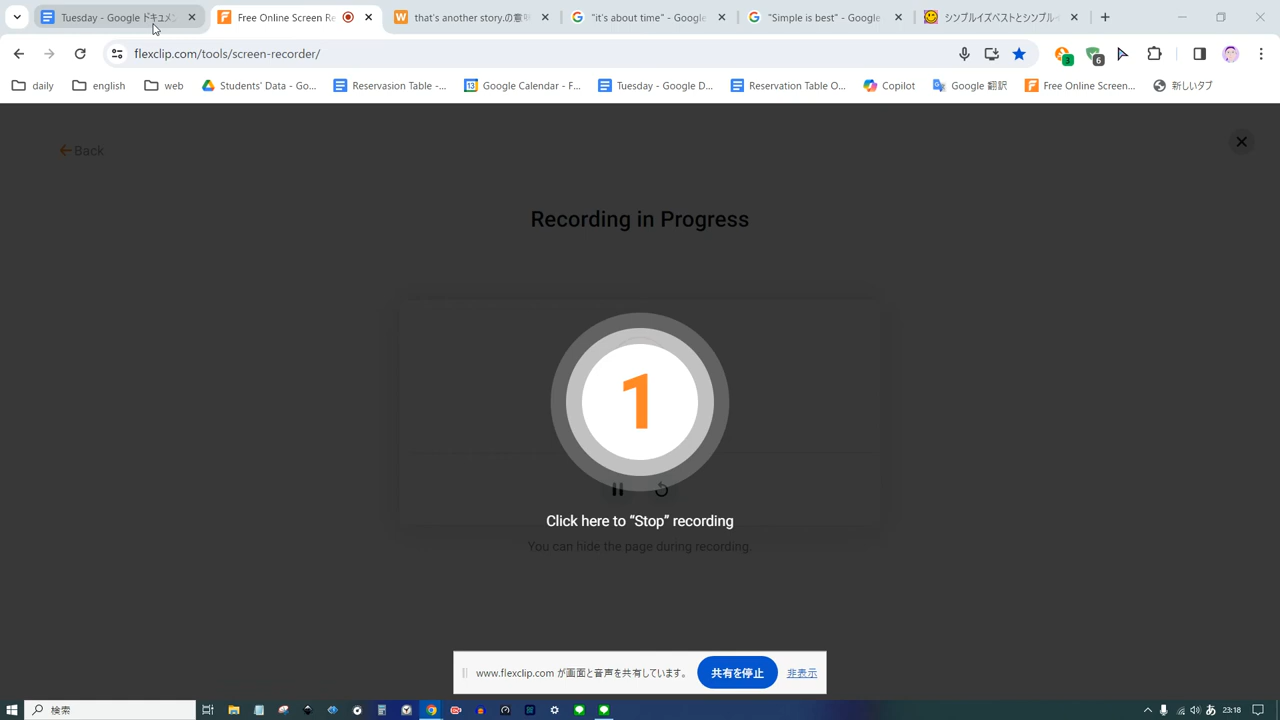 Tuesday - Google ドキュメン
Free Online Screen Re
that's another story.の意味
"it's about time" - Google
"Simple is best" - Google
シンプルイズベストとシンプル・
flexclip.com/tools/screen-recorder/
3
6
daily
english
web
Students' Data - Go...
Reservasion Table -...
Google Calendar - F...
Tuesday - Google D...
Reservation Table O...
Copilot
Google 翻訳
Free Online Screen...
新しいタブ
Back
Recording in Progress
1
Click here to “Stop” recording
You can hide the page during recording.
www.flexclip.com が画面と音声を共有しています。
共有を停止
非表示
検索
あ
23:18